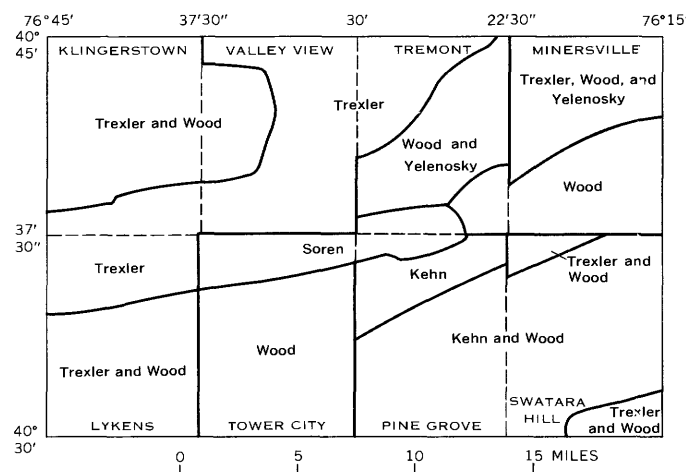 76°45' 37'30" 30' 22'30" 76°15'
40°
45'
KLINGERSTOWN VALLEY VIEW TREMONT MINERSVILLE
Trexler, Wood, and
Yelenosky
Trexler
Trexler and Wood
Wood and
Yelenosky
Wood
37'
30"
Soren
Trexler
Kehn
Trexler and
Wood
Kehn and Wood
Wood
Trexler and Wood
SWATARA
HILL
Trexler
and Wood
LYKENS TOWER CITY PINE GROVE
40°
30'
0 5 10 15 MILES